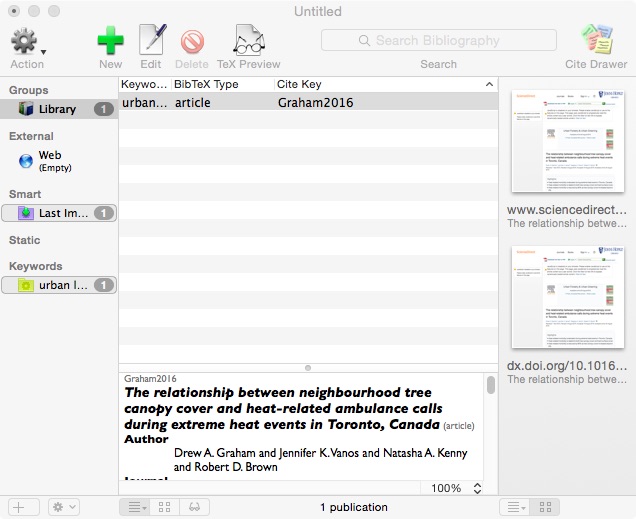 Untitled
Action
New
Edit
Delete
TeX Preview
Search Bibliography
Search
Cite Drawer
Groups
Library 1
External
Web
(Empty)
Smart
Last Im... 1
Static
Keywords
urban l... 1
Keywo... BibTeX Type Cite Key
urban... article Graham2016
Graham2016
The relationship between neighbourhood tree
canopy cover and heat-related ambulance calls
during extreme heat events in Toronto, Canada (article)
Author
Drew A. Graham and Jennifer K. Vanos and Natasha A. Kenny
and Robert D. Brown
Journal
100%
1 publication
www.sciencedirect...
The relationship betwe...
dx.doi.org/10.1016...
The relationship betwe...